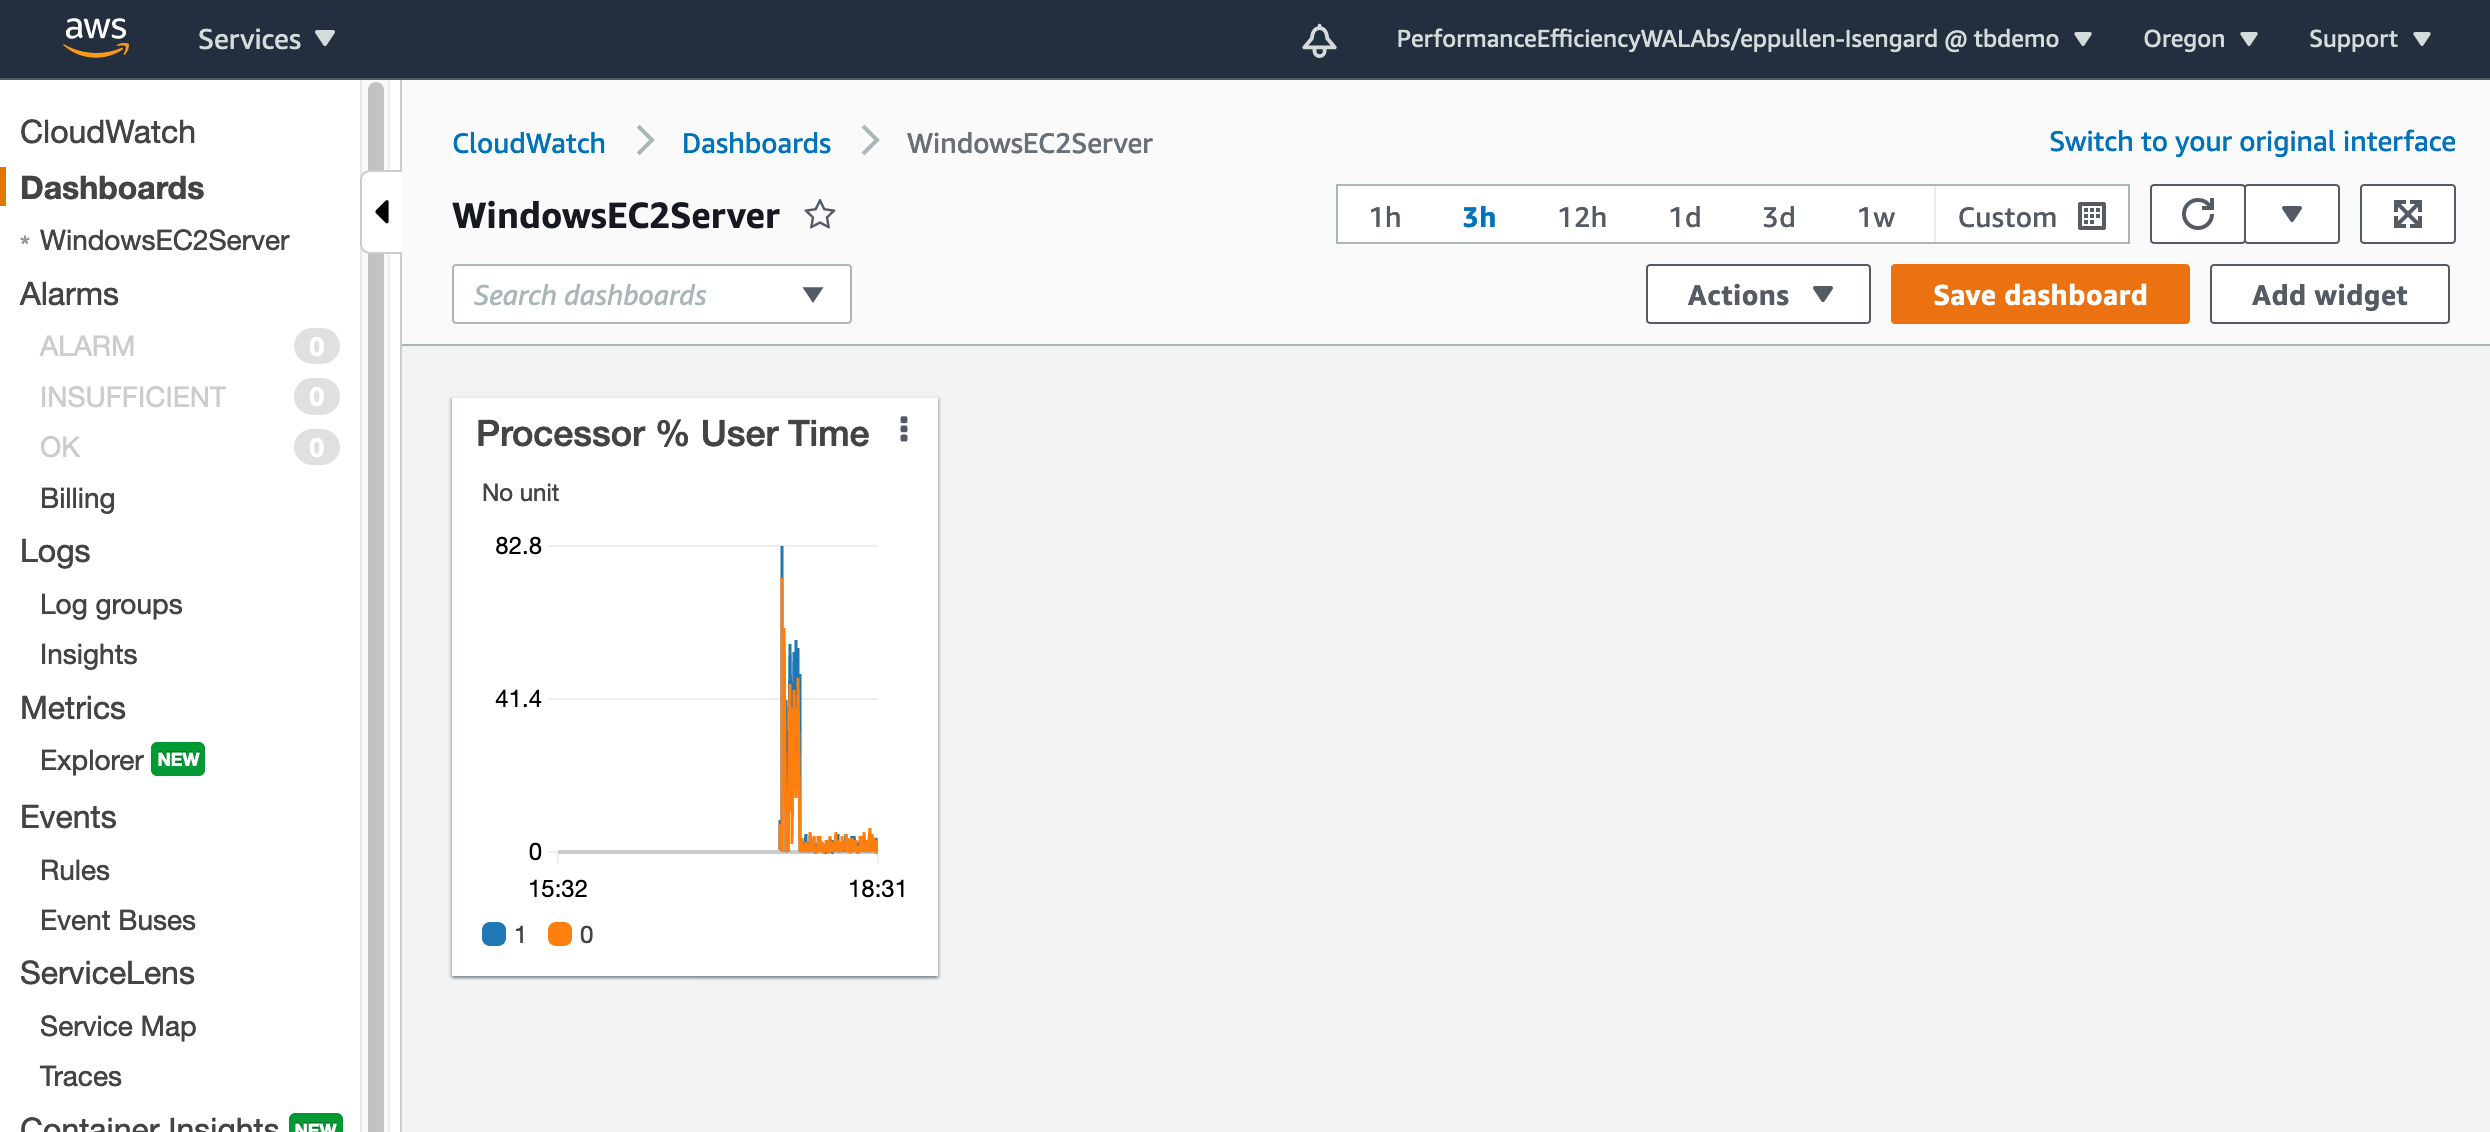 aws Services PerformanceEfficiencyWALAbs/eppullen-Isengard @ tbdemo Oregon Support
CloudWatch
Dashboards
* WindowsEC2Server
Alarms
ALARM 0
INSUFFICIENT 0
OK 0
Billing
Logs
Log groups
Insights
Metrics
Explorer NEW
Events
Rules
Event Buses
ServiceLens
Service Map
Traces
Container Insights NEW
CloudWatch Dashboards WindowsEC2Server
Switch to your original interface
WindowsEC2Server
1h 3h 12h 1d 3d 1w Custom
Search dashboards
Actions Save dashboard Add widget
Processor % User Time
No unit
82.8
41.4
0
15:32 18:31
1 0